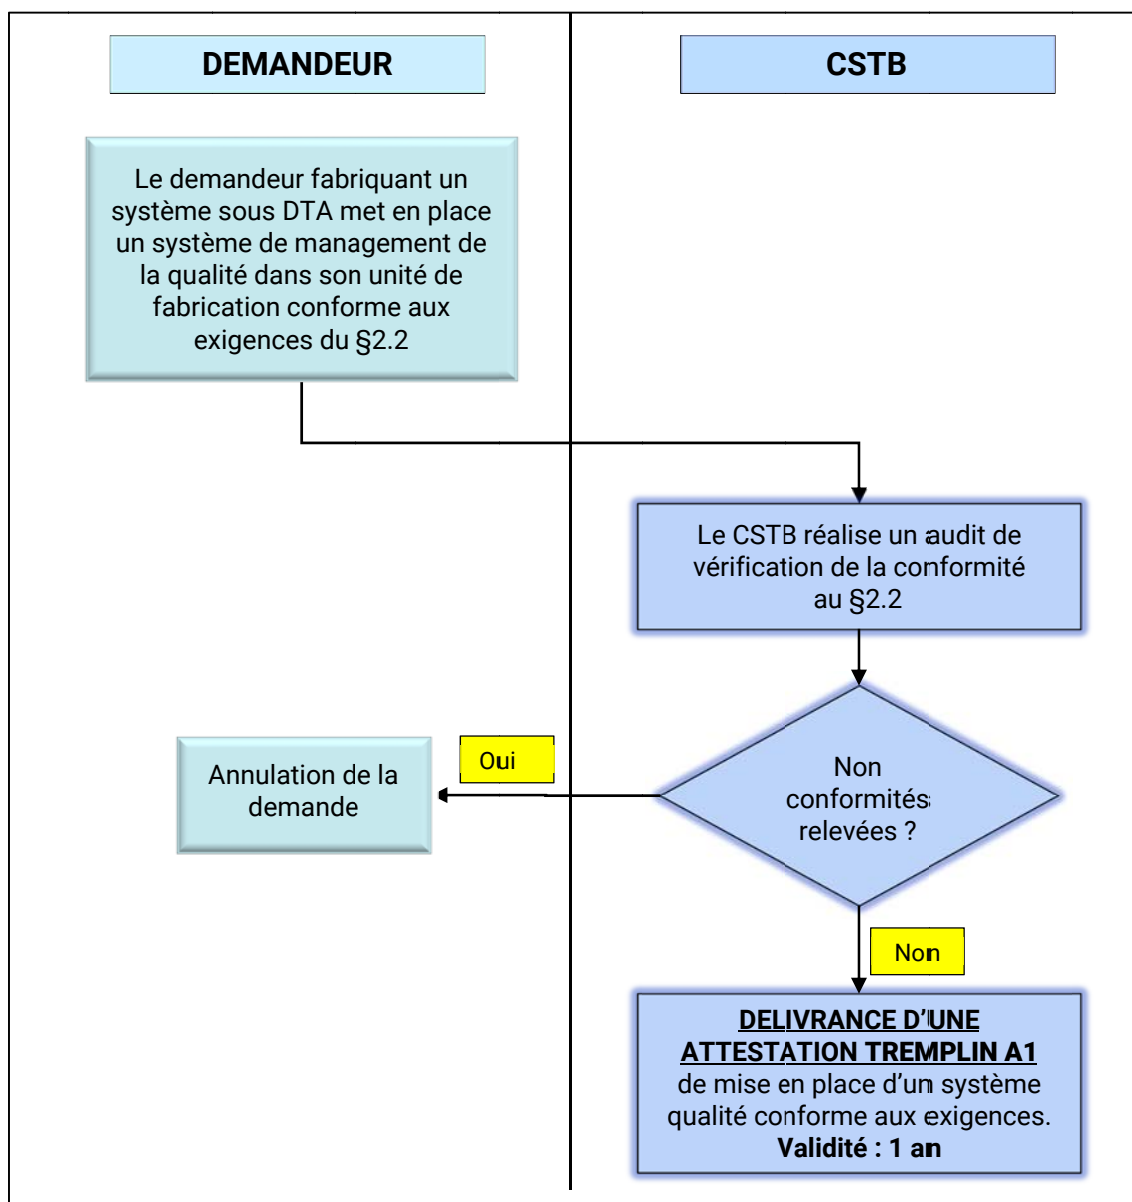 DEMANDEUR
CSTB
Le demandeur fabriquant un
système sous DTA met en place
un système de management de
la qualité dans son unité de
fabrication conforme aux
exigences du §2.2
Le CSTB réalise un audit de
vérification de la conformité
au §2.2
Non
conformités
relevées ?
Oui
Annulation de la
demande
Non
DELIVRANCE D’UNE
ATTESTATION TREMPLIN A1
de mise en place d’un système
qualité conforme aux exigences.
Validité : 1 an